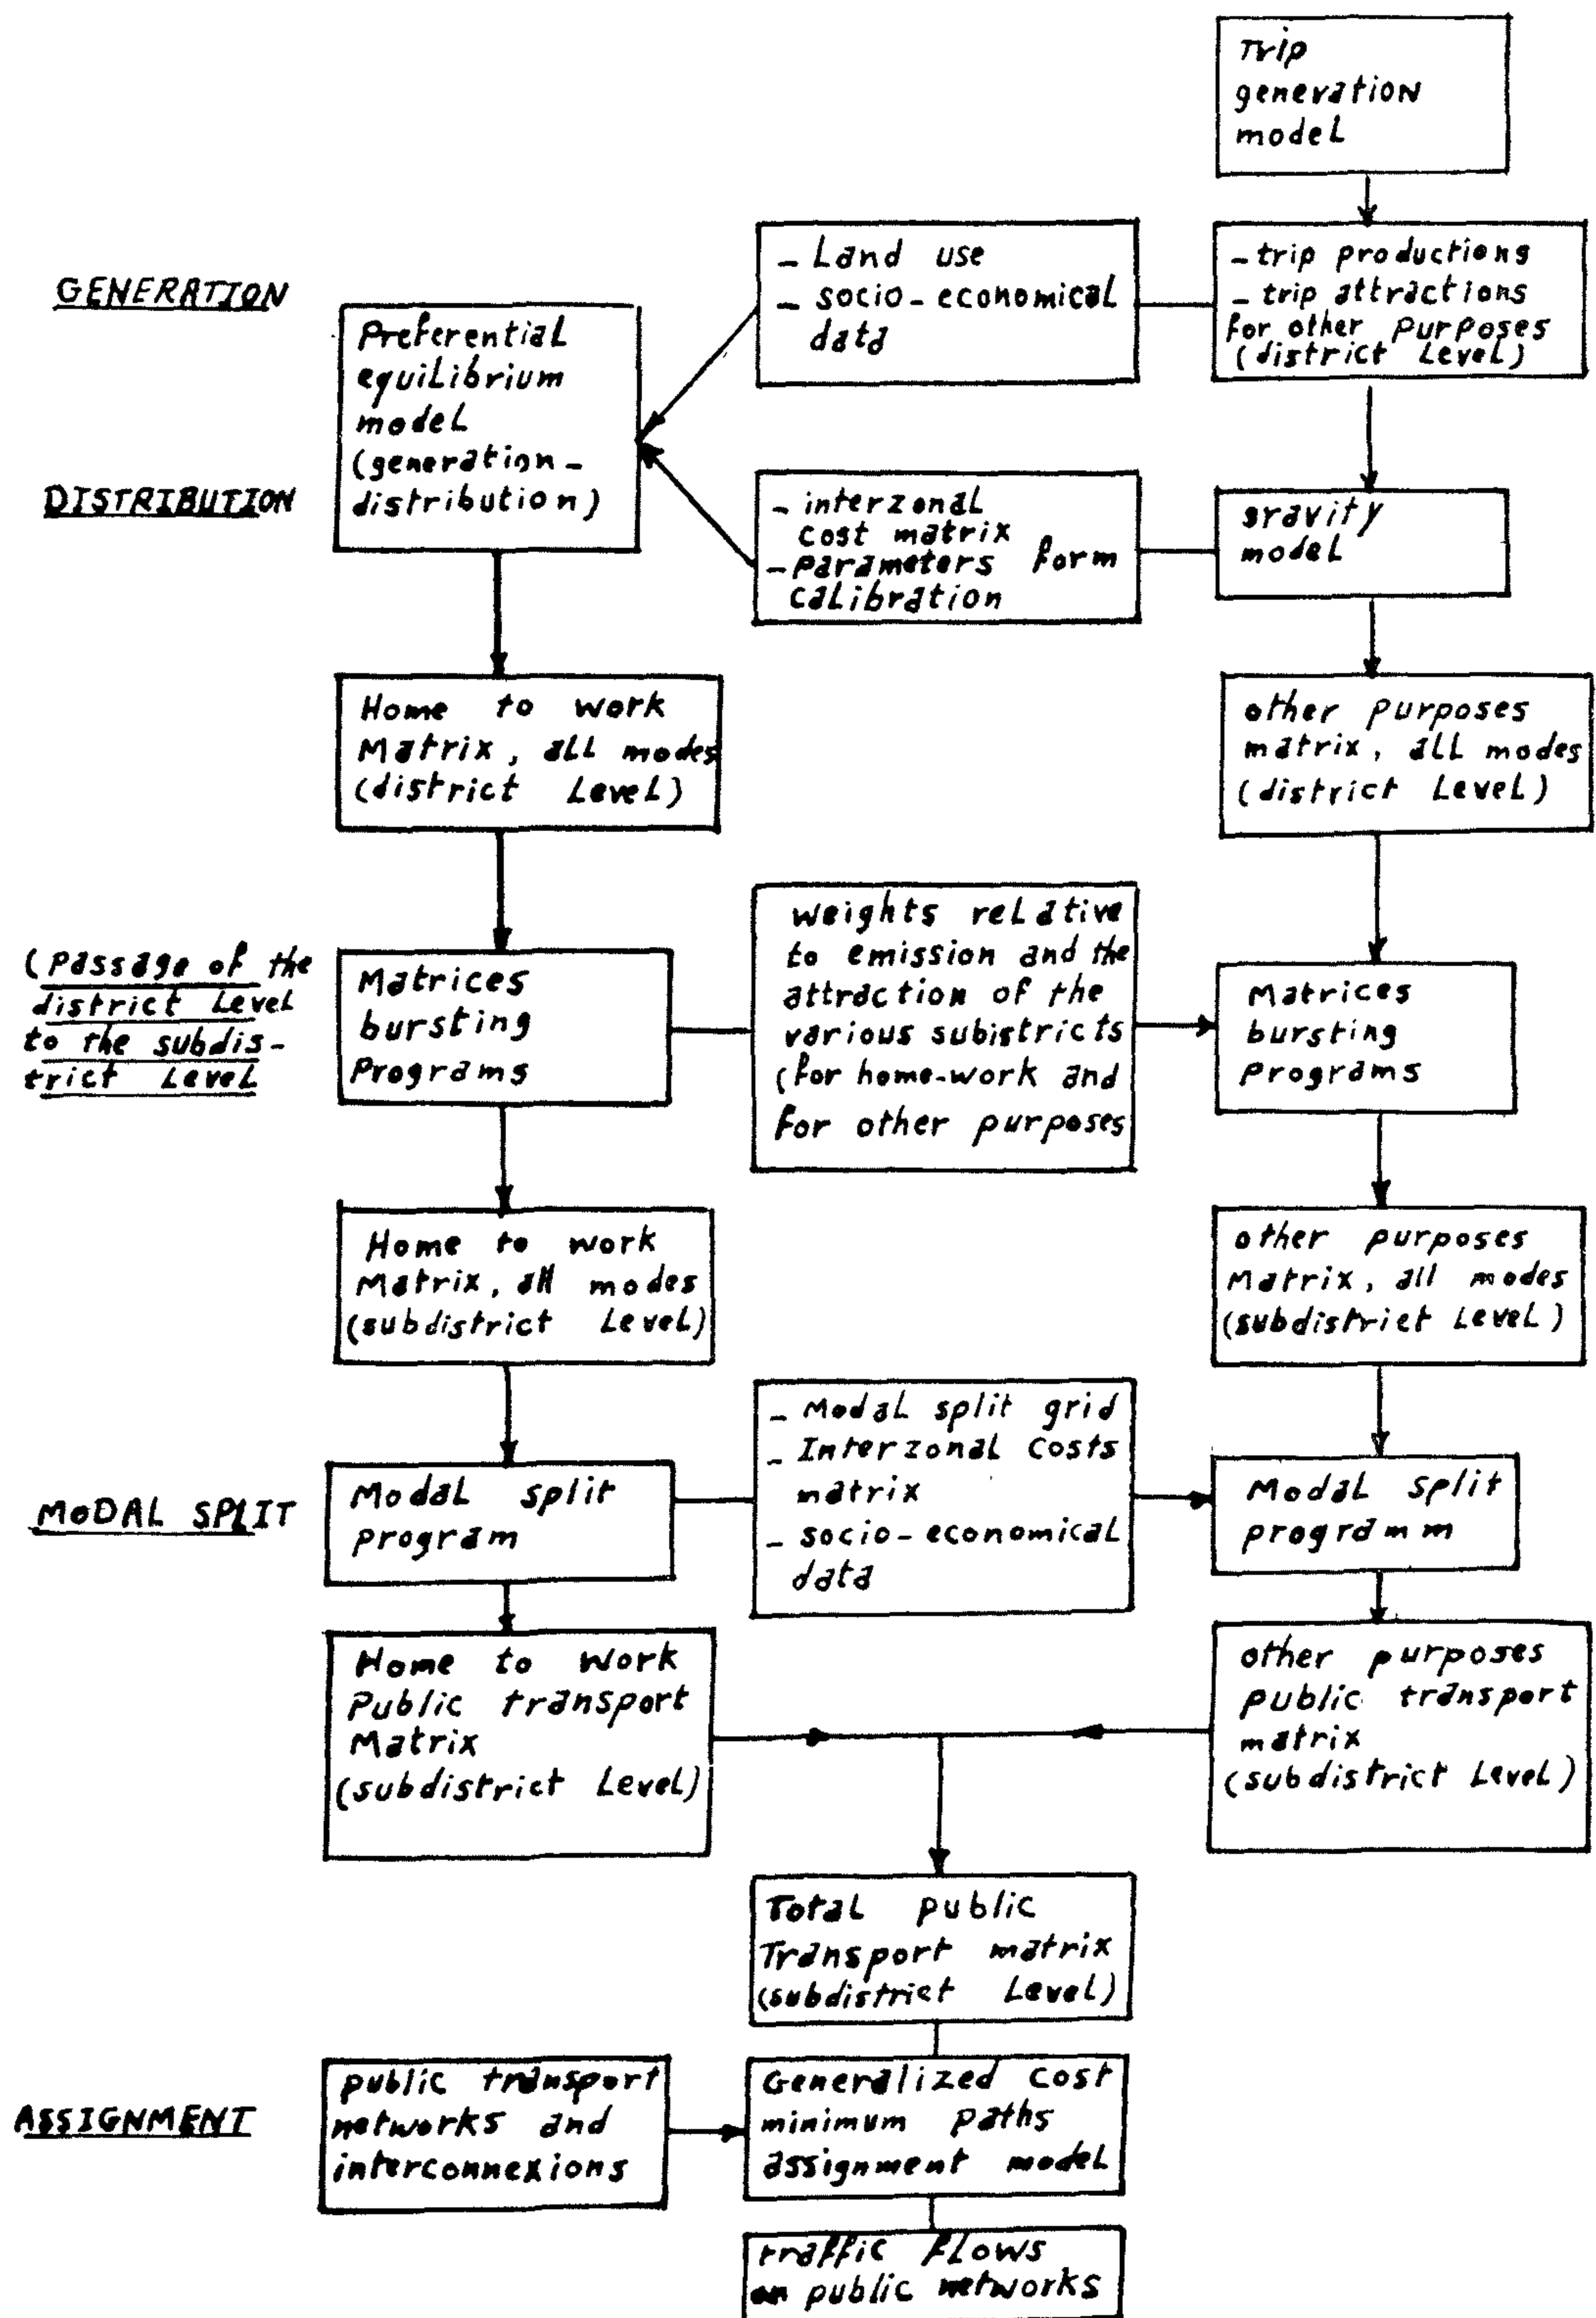 Trip
generation
model
GENERATION
- Land use
- socio-economical
data
- trip productions
- trip attractions
for other purposes
(district Level)
Preferential
equilibrium
model
(generation-
distribution)
DISTRIBUTION
- interzonal
cost matrix
- parameters form
calibration
gravity
model
Home to work
Matrix, all modes
(district Level)
other purposes
matrix, all modes
(district Level)
(Passage of the
district Level
to the subdis-
trict Level
Matrices
bursting
Programs
weights relative
to emission and the
attraction of the
various subistricts
(for home-work and
for other purposes
Matrices
bursting
Programs
Home to work
Matrix, all modes
(subdistrict Level)
other purposes
Matrix, all modes
(subdistrict Level)
MODAL SPLIT
Modal split
program
- Modal split grid
- Interzonal Costs
matrix
- socio-economical
data
Modal split
programm
Home to Work
Public transport
Matrix
(subdistrict Level)
other purposes
public transport
matrix
(subdistrict Level)
Total public
Transport matrix
(subdistrict Level)
ASSIGNMENT
public transport
networks and
interconnexions
Generalized cost
minimum paths
assignment model
traffic flows
on public networks